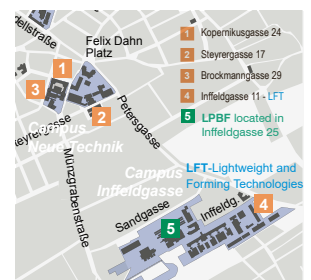 dellstraße
Felix Dahn
Platz
1
3
2
Petersgasse
Campus
Neue Technik
Münzgrabenstraße
Campus
Inffeldgasse
Sandgasse
Inffeldg.
5
4
1 Kopernikusgasse 24
2 Steyrergasse 17
3 Brockmanngasse 29
4 Inffeldgasse 11 - LFT
5 LPBF located in
Inffeldgasse 25
LFT-Lightweight and
Forming Technologies